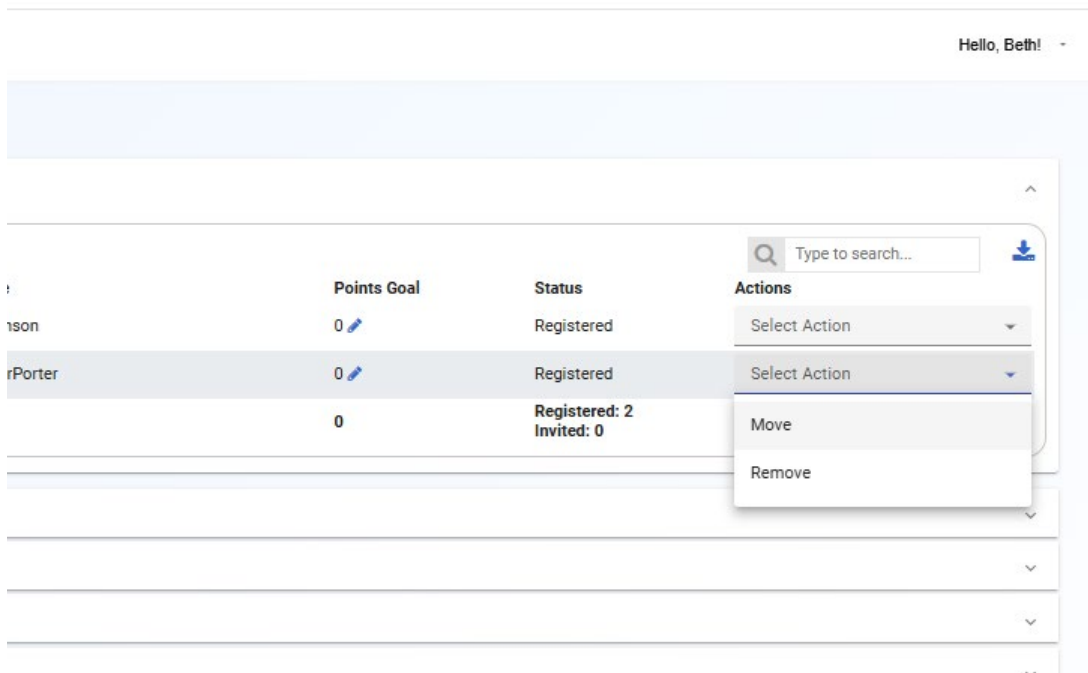 Hello, Beth!
Type to search...
Points Goal Status Actions
nson 0 Registered Select Action
rPorter 0 Registered Select Action
0 Registered: 2
Invited: 0
Move
Remove